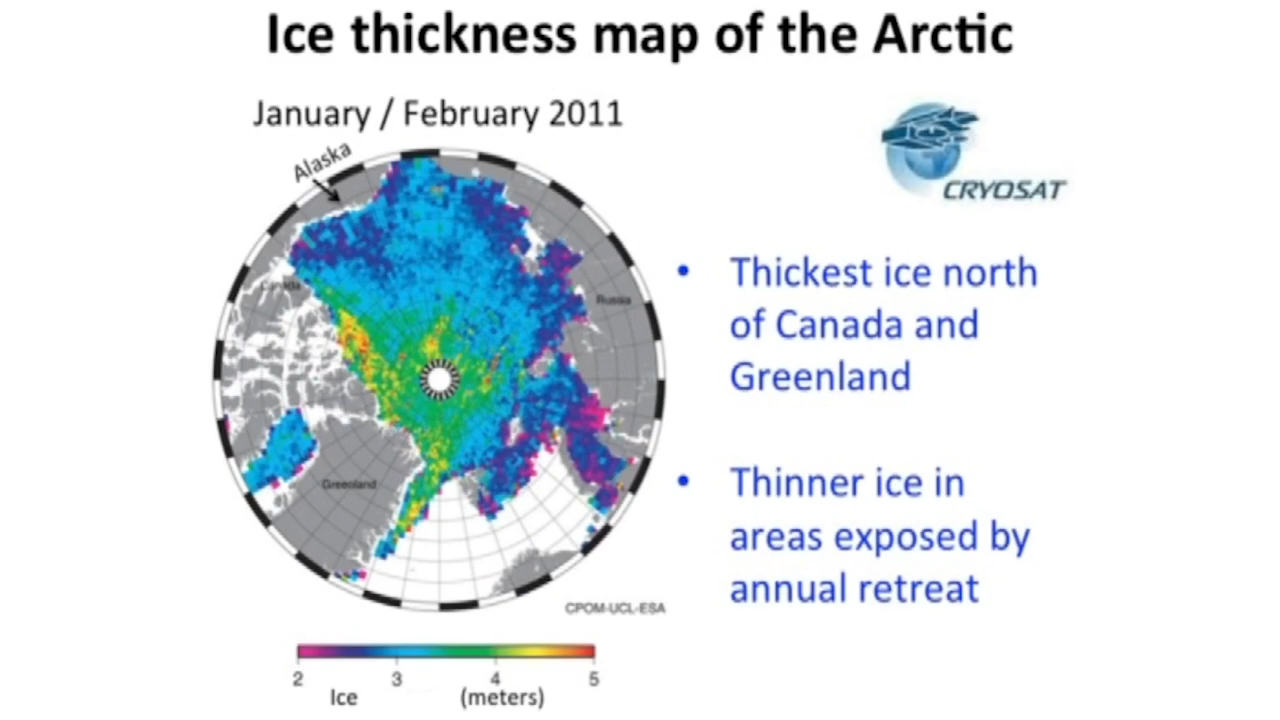 Ice thickness map of the Arctic
January / February 2011
Alaska
CRYOSAT
Canada
Russia
Greenland
• Thickest ice north
of Canada and
Greenland
• Thinner ice in
areas exposed by
annual retreat
CPOM-UCL-ESA
2 3 4 5
Ice (meters)